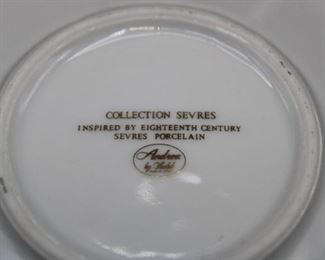 COLLECTION SEVRES
INSPIRED BY EIGHTEENTH CENTURY
SEVRES PORCELAIN
Andrea
by Sadek